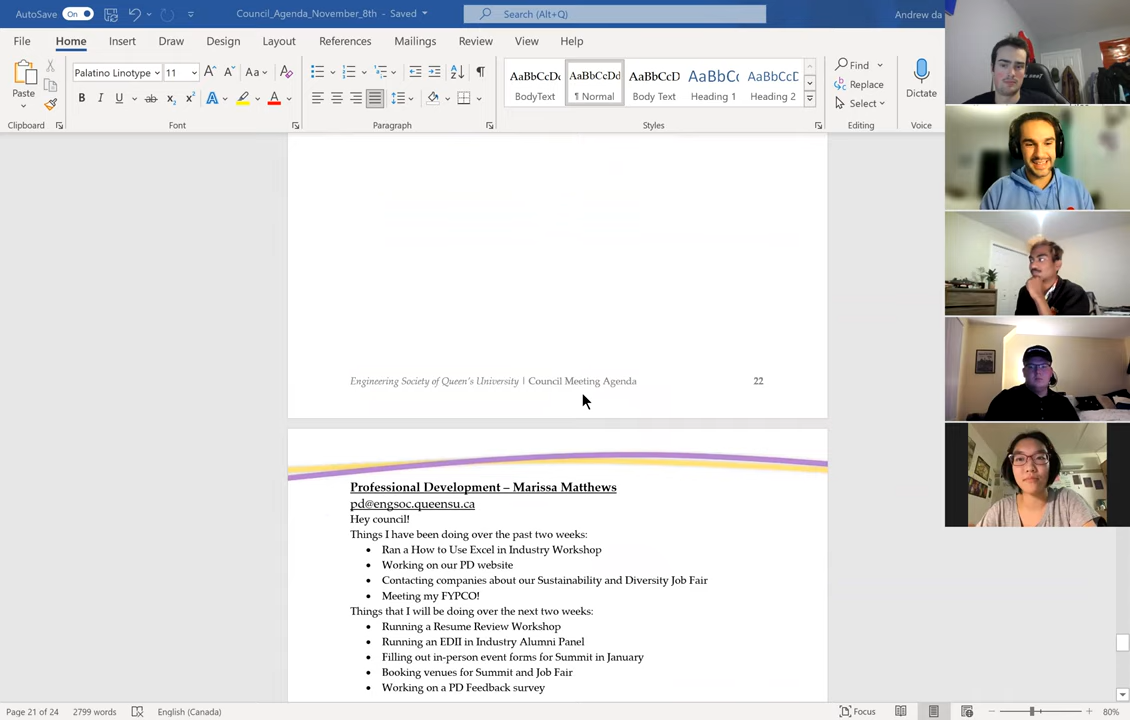 AutoSave On Council_Agenda_November_8th - Saved Search (Alt+Q) Andrew da
File Home Insert Draw Design Layout References Mailings Review View Help
Palatino Linotype 11
Paste
Clipboard Font Paragraph Styles Editing Voice
AaBbCcDc AaBbCcDd AaBbCcD AaBbCc AaBbCcD
BodyText ¶ Normal Body Text Heading 1 Heading 2
Find
Replace
Select
Dictate
Engineering Society of Queen's University | Council Meeting Agenda 22
Professional Development – Marissa Matthews
pd@engsoc.queensu.ca
Hey council!
Things I have been doing over the past two weeks:
• Ran a How to Use Excel in Industry Workshop
• Working on our PD website
• Contacting companies about our Sustainability and Diversity Job Fair
• Meeting my FYPCO!
Things that I will be doing over the next two weeks:
• Running a Resume Review Workshop
• Running an EDII in Industry Alumni Panel
• Filling out in-person event forms for Summit in January
• Booking venues for Summit and Job Fair
• Working on a PD Feedback survey
Page 21 of 24 2799 words English (Canada) Focus 80%